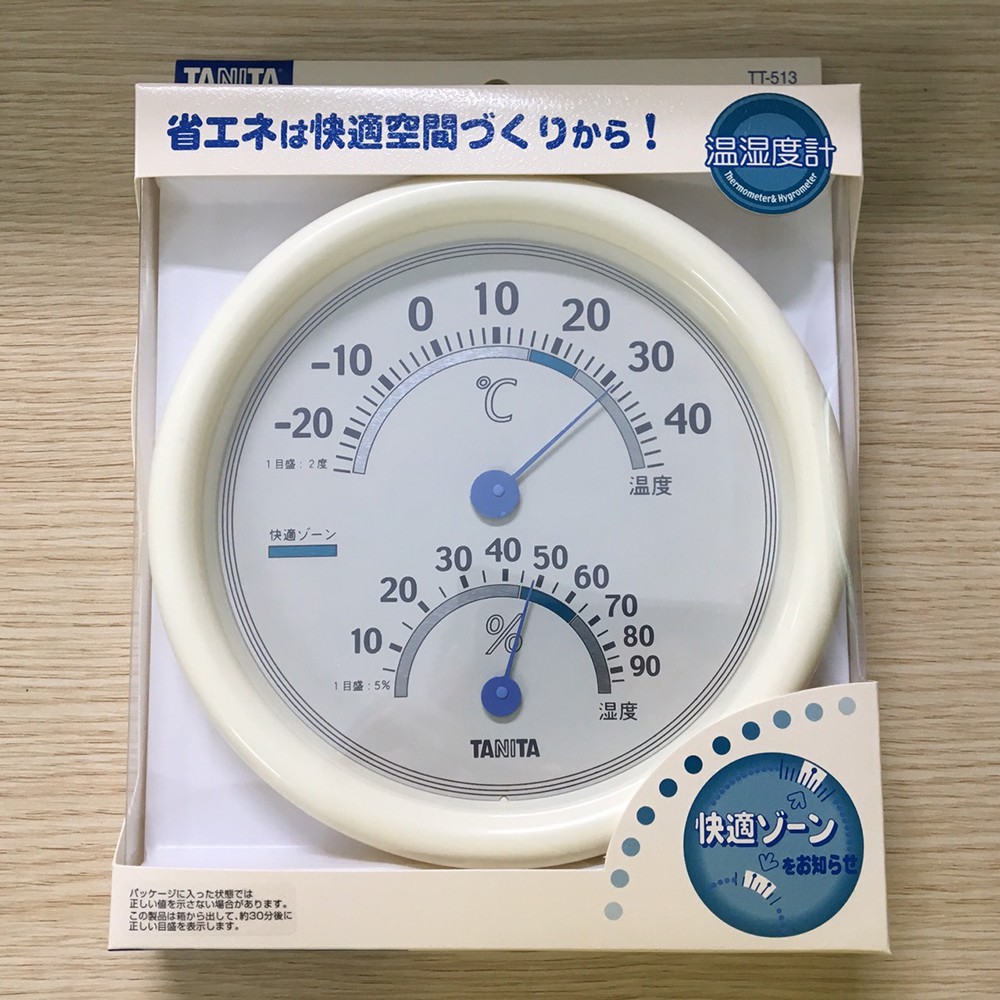 TANITA
TT-513
省エネは快適空間づくりから！
温湿度計
Thermometer & Hygrometer
-20 -10 0 10 20 30 40
℃
1目盛：2度
温度
快適ゾーン
10 20 30 40 50 60 70 80 90
%
1目盛：5%
湿度
TANITA
快適ゾーン
をお知らせ
パッケージに入った状態では
正しい値を示さない場合があります。
この製品は箱から出して、約30分後に
正しい目盛を表示します。